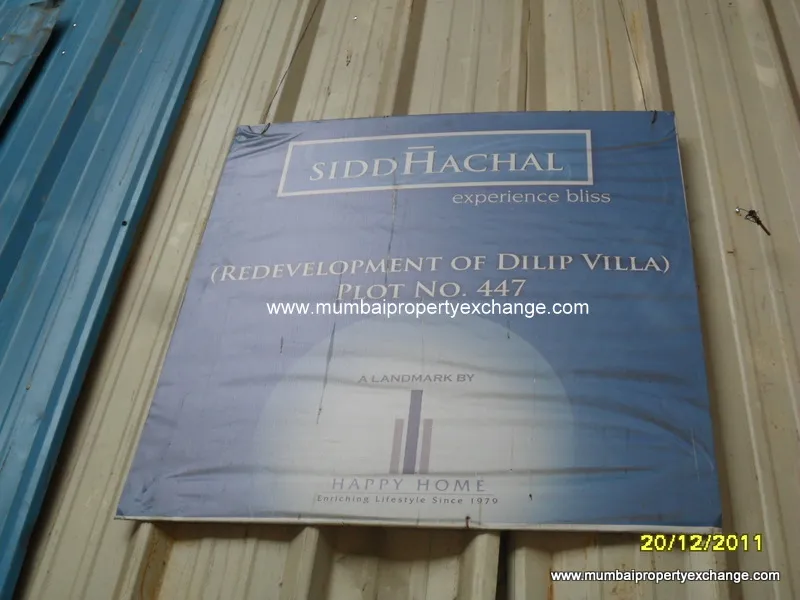 SIDDHACHAL
experience bliss
(REDEVELOPMENT OF DILIP VILLA)
PLOT NO. 447
www.mumbaipropertyexchange.com
A LANDMARK BY
HAPPY HOME
Enriching Lifestyle Since 1979
20/12/2011
www.mumbaipropertyexchange.com